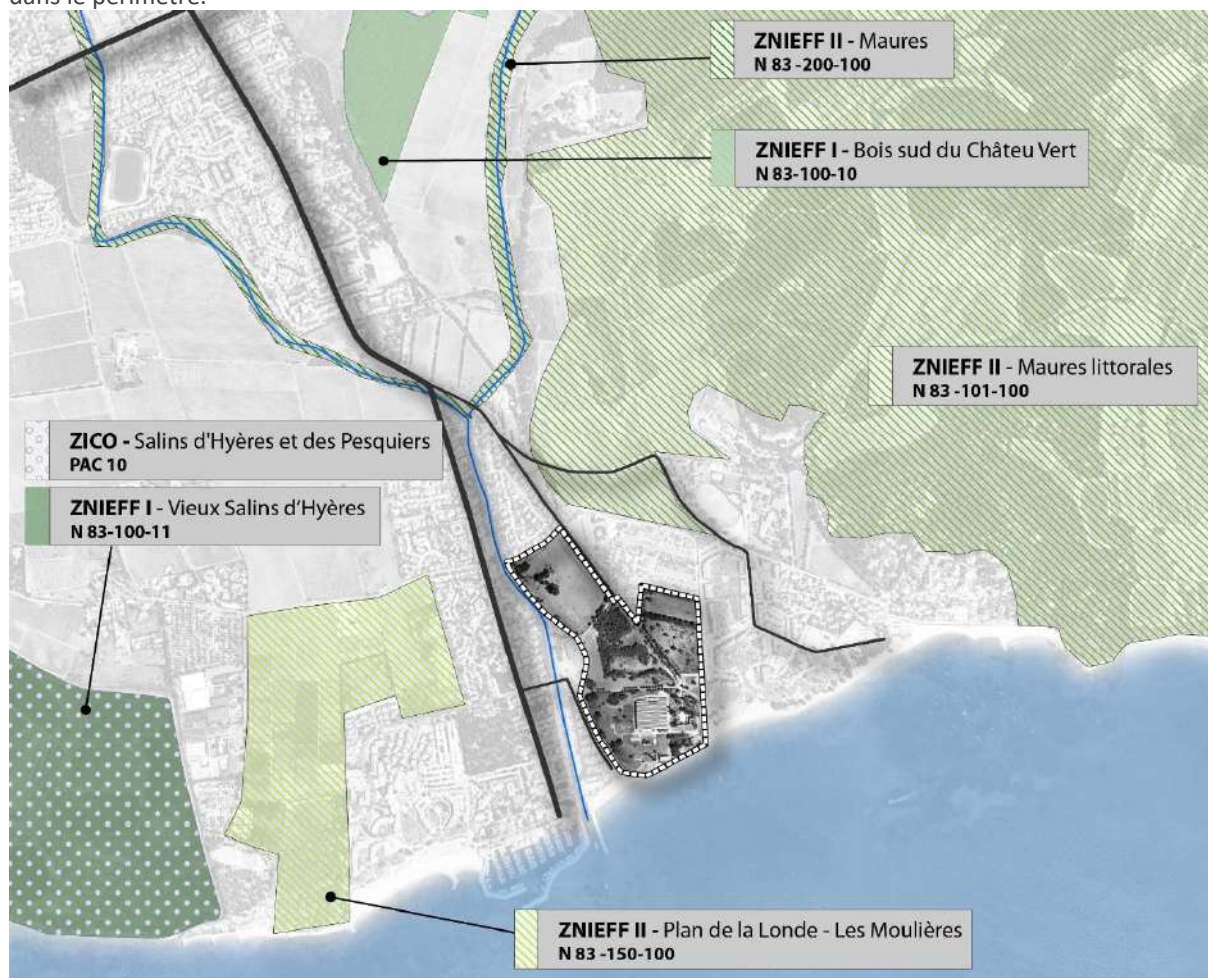 dans le périmètre.
ZNIEFF II - Maures
N 83 -200-100
ZNIEFF I - Bois sud du Châteu Vert
N 83-100-10
ZNIEFF II - Maures littorales
N 83 -101-100
ZICO - Salins d'Hyères et des Pesquiers
PAC 10
ZNIEFF I - Vieux Salins d'Hyères
N 83-100-11
ZNIEFF II - Plan de la Londe - Les Moulières
N 83 -150-100